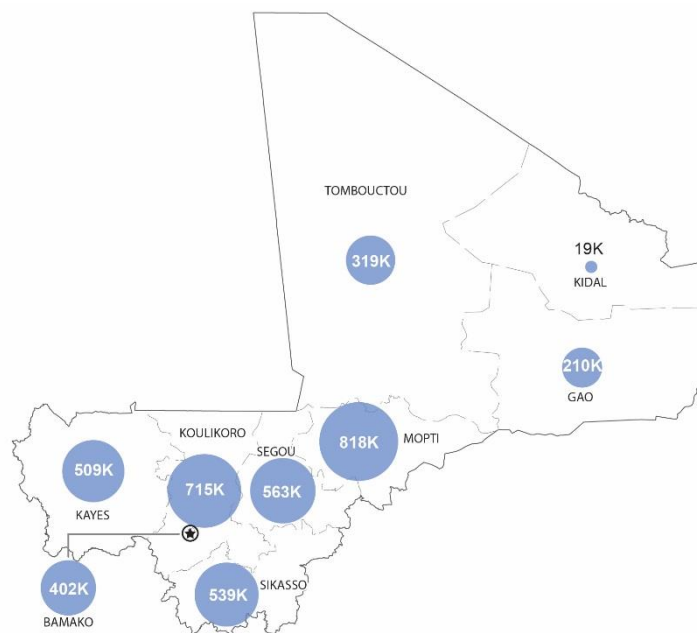 TOMBOUCTOU
319K
19K
KIDAL
210K
GAO
KOULIKORO
818K
MOPTI
SEGOU
509K
715K
563K
KAYES
402K
BAMAKO
539K
SIKASSO